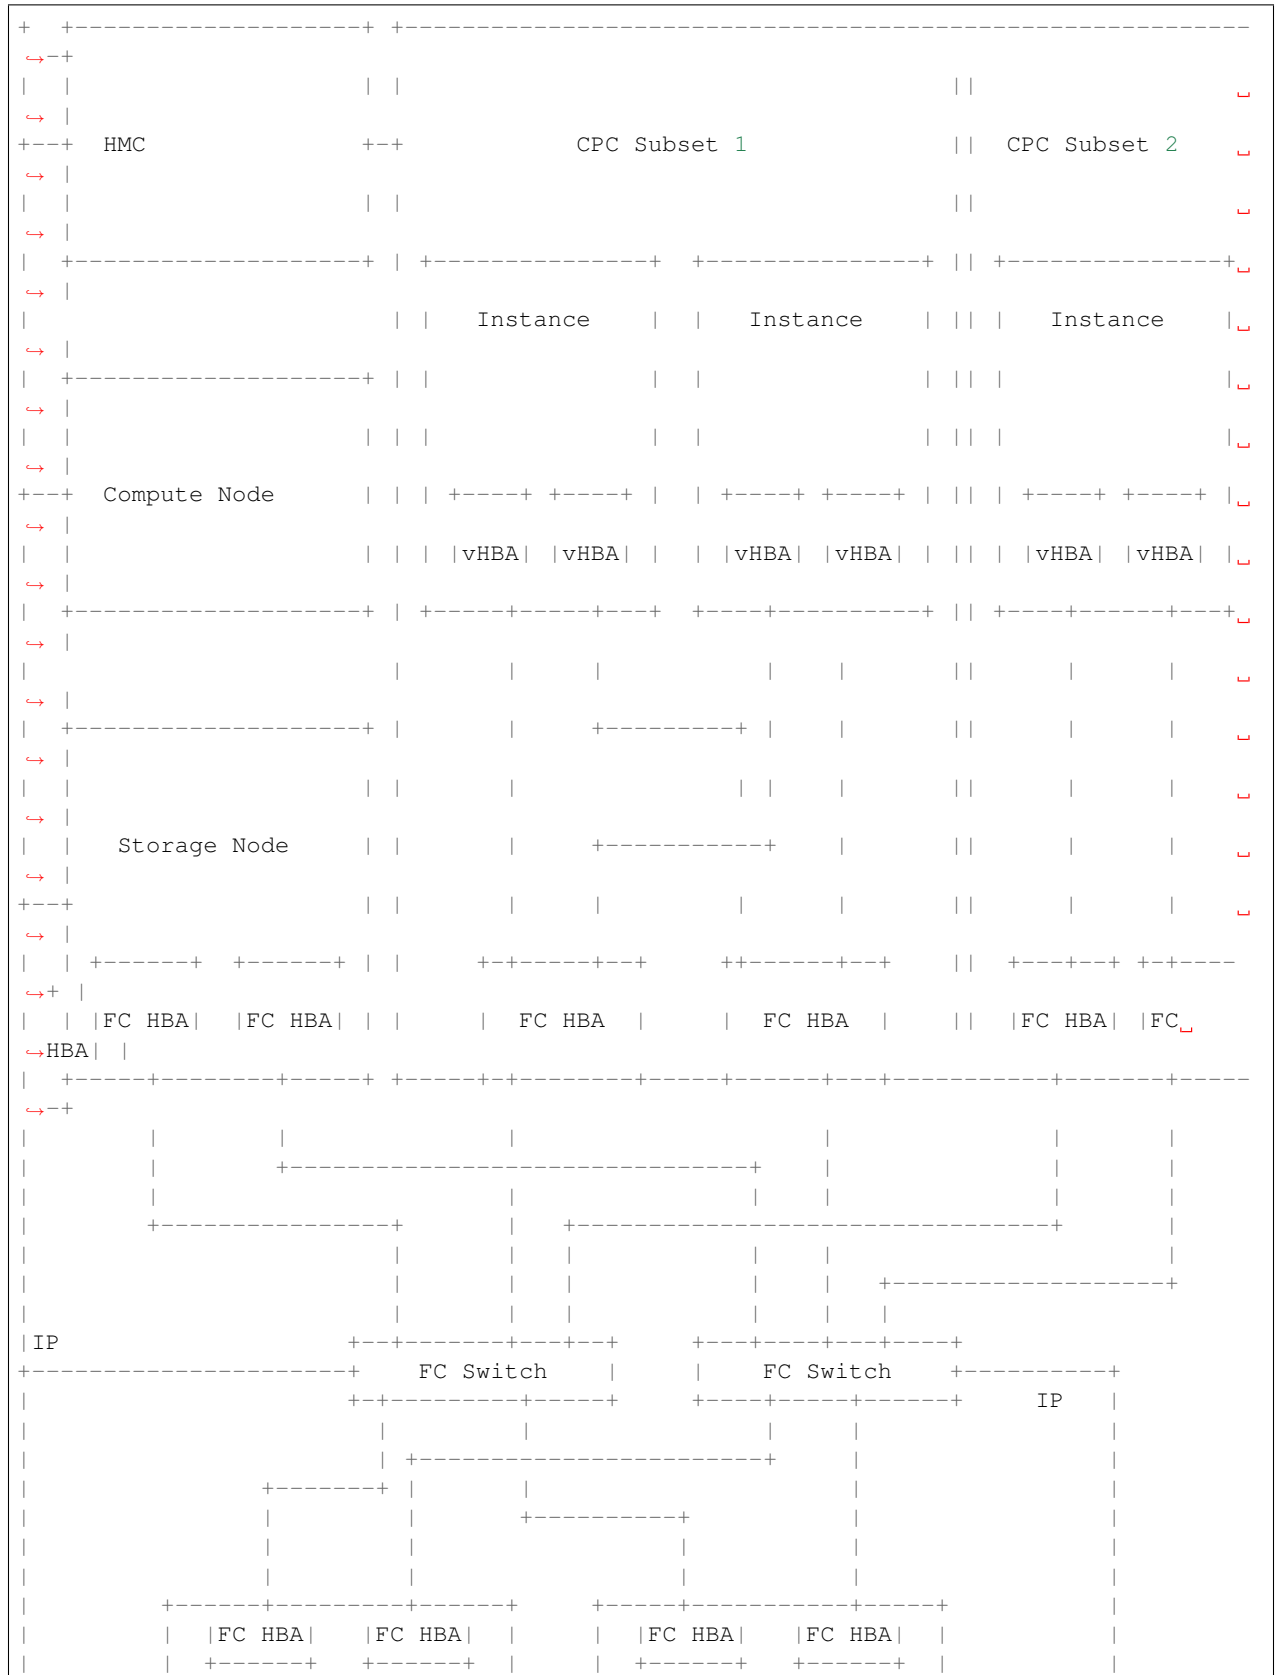 HMC CPC Subset 1 CPC Subset 2
Instance Instance Instance
Compute Node
vHBA vHBA vHBA vHBA vHBA vHBA
Storage Node
FC HBA FC HBA FC HBA FC HBA FC HBA FC
HBA
IP
FC Switch FC Switch
IP
FC HBA FC HBA FC HBA FC HBA